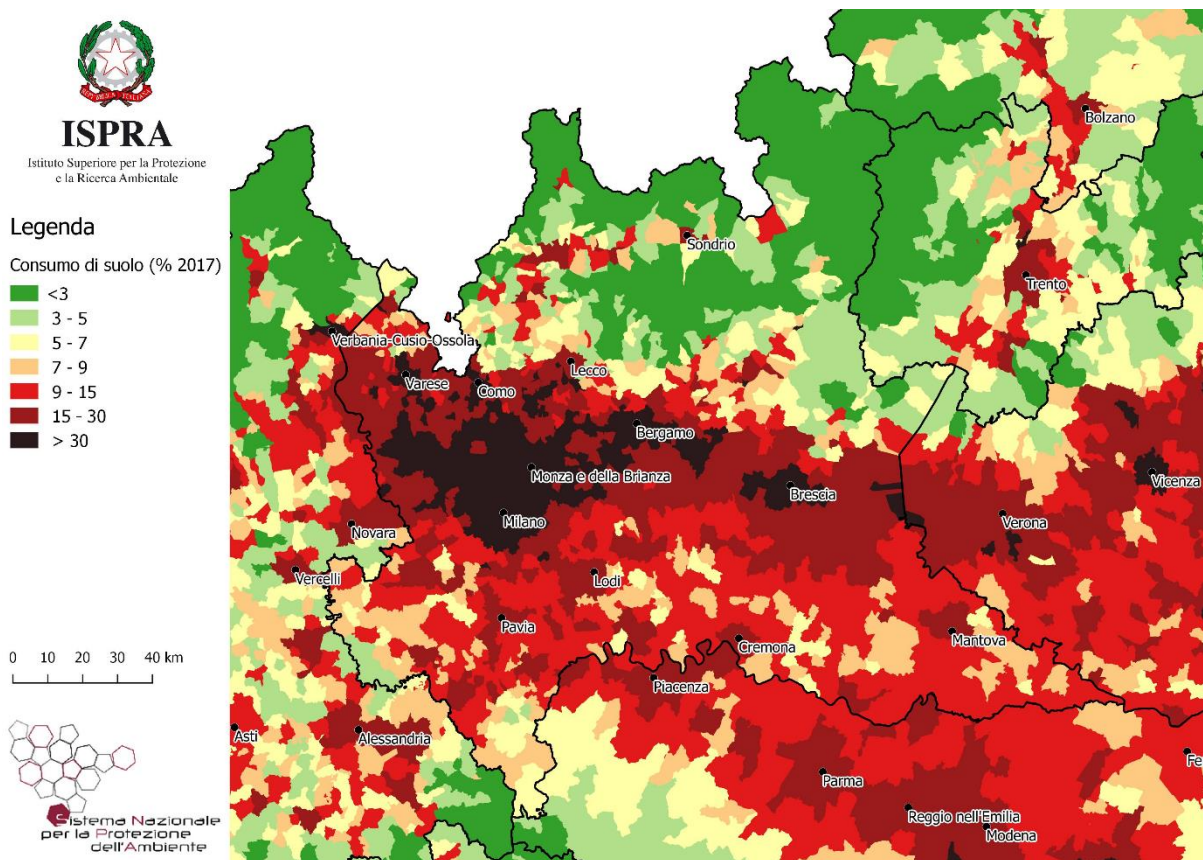 REPVBBLICA ITALIANA
ISPRA
Istituto Superiore per la Protezione
e la Ricerca Ambientale
Legenda
Consumo di suolo (% 2017)
<3
3 - 5
5 - 7
7 - 9
9 - 15
15 - 30
> 30
0 10 20 30 40 km
Sistema Nazionale
per la Protezione
dell'Ambiente
Bolzano
Sondrio
Trento
Verbania-Cusio-Ossola
Lecco
Varese
Como
Bergamo
Monza e della Brianza
Brescia
Vicenza
Milano
Verona
Novara
Vercelli
Lodi
Pavia
Mantova
Cremona
Piacenza
Asti
Alessandria
Fe
Parma
Reggio nell'Emilia
Modena